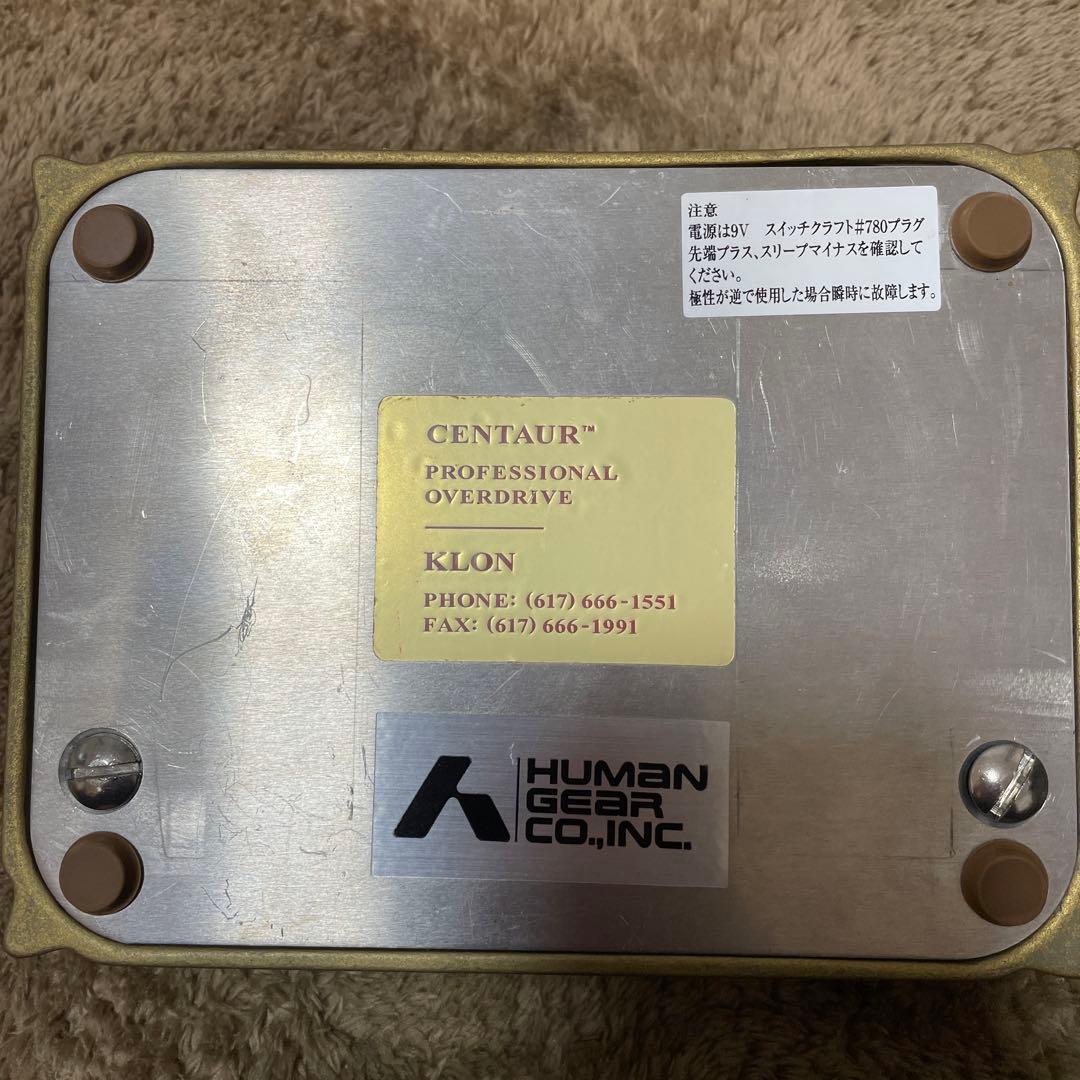 注意
電源は9V スイッチクラフト#780プラグ
先端プラス、スリーブマイナスを確認して
ください。
極性が逆で使用した場合瞬時に故障します。
CENTAUR™
PROFESSIONAL
OVERDRIVE
KLON
PHONE: (617) 666-1551
FAX: (617) 666-1991
HUMAN
GEAR
CO.,INC.